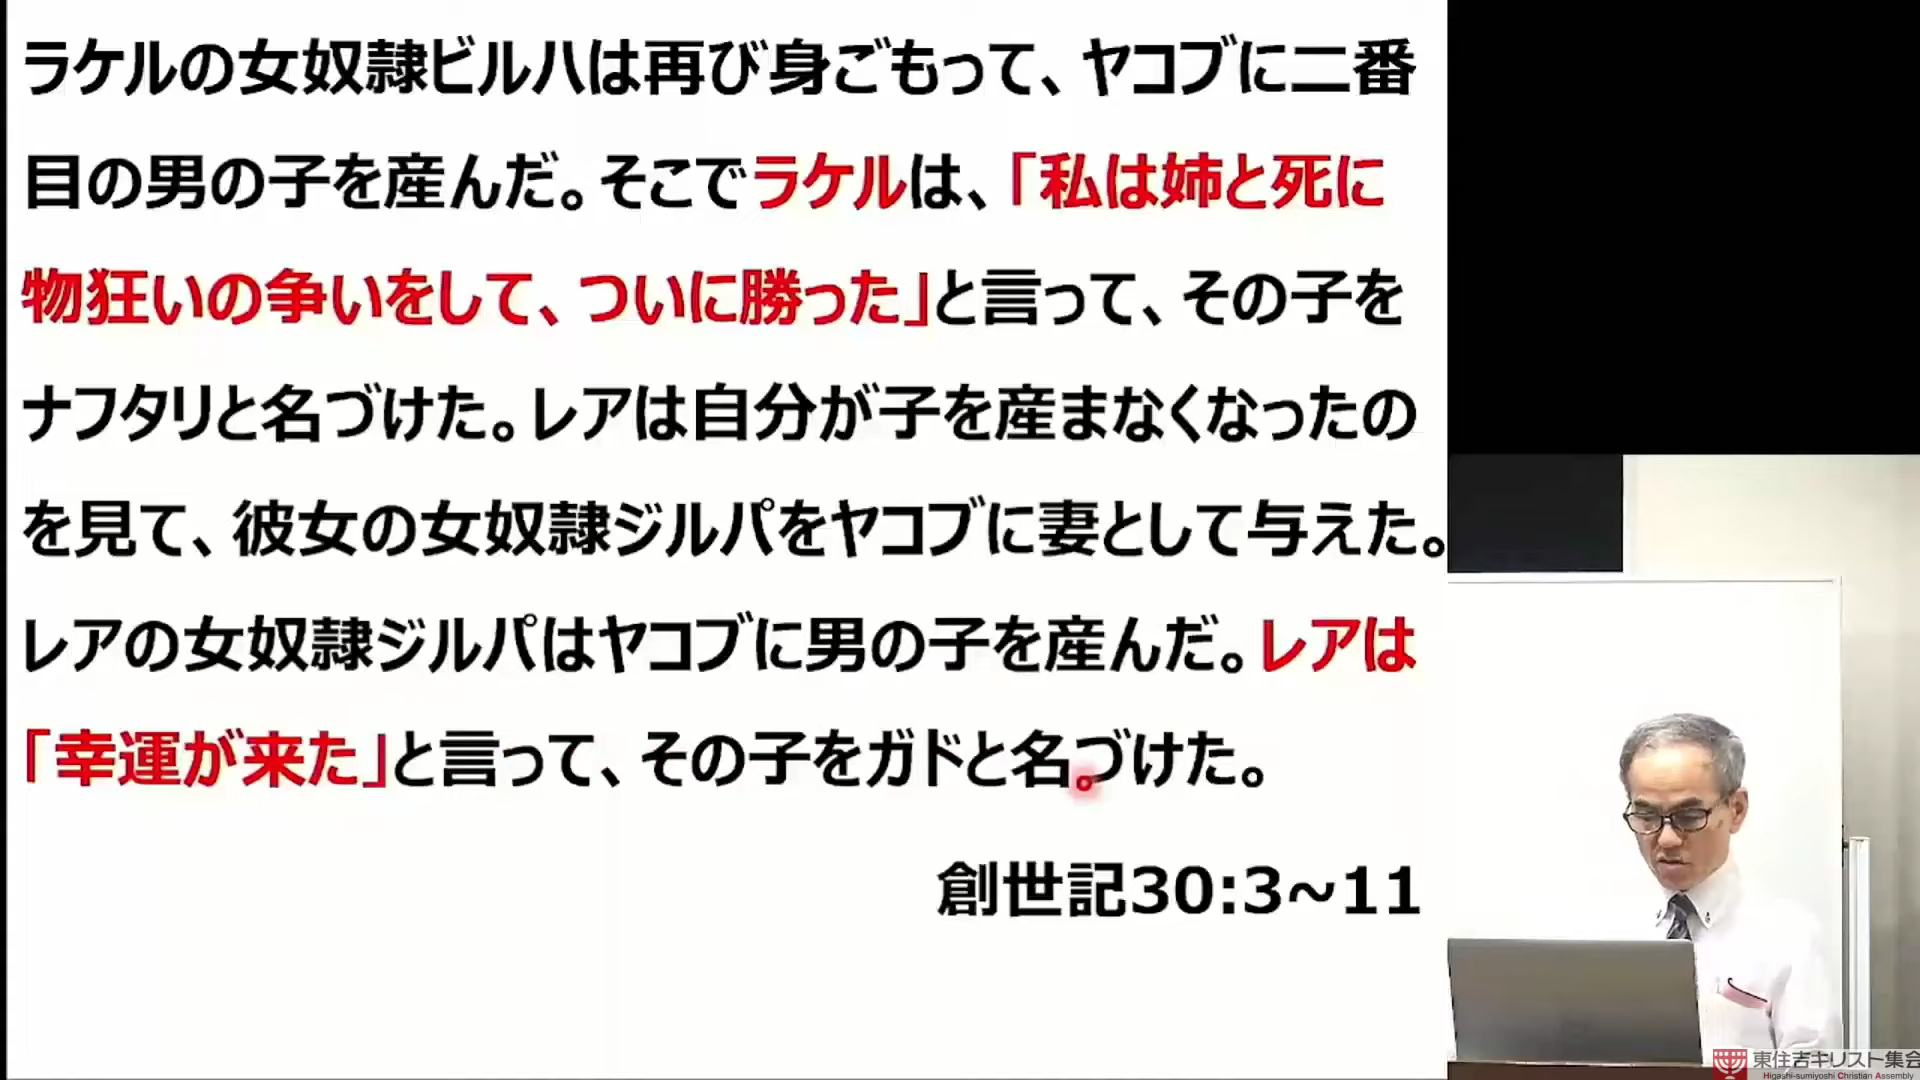 ラケルの女奴隷ビルハは再び身ごもって、ヤコブに二番
目の男の子を産んだ。そこでラケルは、「私は姉と死に
物狂いの争いをして、ついに勝った」と言って、その子を
ナフタリと名づけた。レアは自分が子を産まなくなったの
を見て、彼女の女奴隷ジルパをヤコブに妻として与えた。
レアの女奴隷ジルパはヤコブに男の子を産んだ。レアは
「幸運が来た」と言って、その子をガドと名づけた。
創世記30:3~11
東住吉キリスト集会
Higashi-sumiyoshi Christian Assembly